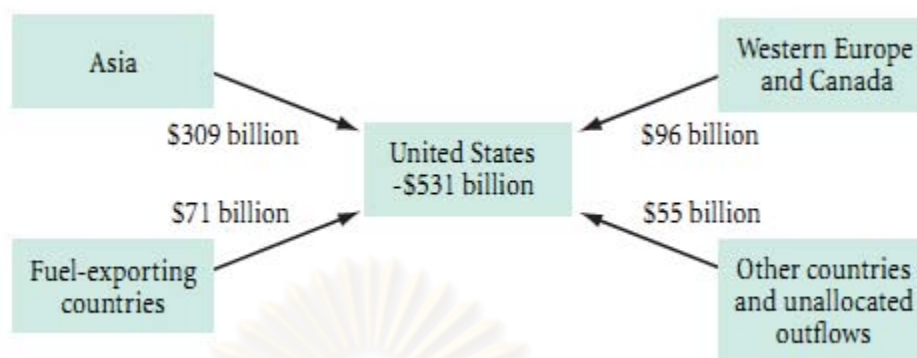 Asia
$309 billion
Western Europe
and Canada
$96 billion
United States
-$531 billion
$71 billion
Fuel-exporting
countries
$55 billion
Other countries
and unallocated
outflows